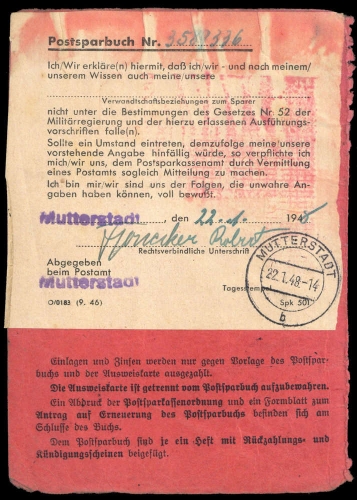 Postsparbuch Nr.
Ich/Wir erkläre(n) hiermit, daß ich/wir - und nach meinem/
unserem Wissen auch meine/unsere
Verwandtschaftsbeziehungen zum Sparer
nicht unter die Bestimmungen des Gesetzes Nr. 52 der
Militärregierung und der hierzu erlassenen Ausführungs-
vorschriften falle(n).
Sollte ein Umstand eintreten, demzufolge meine/unsere
vorstehende Angabe hinfällig würde, so verpflichte ich
mich/wir uns, dem Postsparkassenamt durch Vermittlung
eines Postamts sogleich Mitteilung zu machen.
Ich bin mir/wir sind uns der Folgen, die unwahre An-
gaben haben können, voll bewußt.
Mutterstadt, den 22. 1. 1948
Robert
Rechtsverbindliche Unterschrift
Abgegeben
beim Postamt
Mutterstadt
Tagesstempel
O/0183 (9. 46)
Spk 50
MUTTERSTADT
22.1.48-14
b
Einlagen und Zinsen werden nur gegen Vorlage des Postspar-
buchs und der Ausweiskarte ausgezahlt.
Die Ausweiskarte ist getrennt vom Postsparbuch aufzubewahren.
Ein Abdruck der Postsparkassenordnung und ein Formblatt zum
Antrag auf Erneuerung des Postsparbuchs befinden sich am
Schlusse des Buchs.
Dem Postsparbuch sind je ein Heft mit Rückzahlungs- und
Kündigungsscheinen beigefügt.